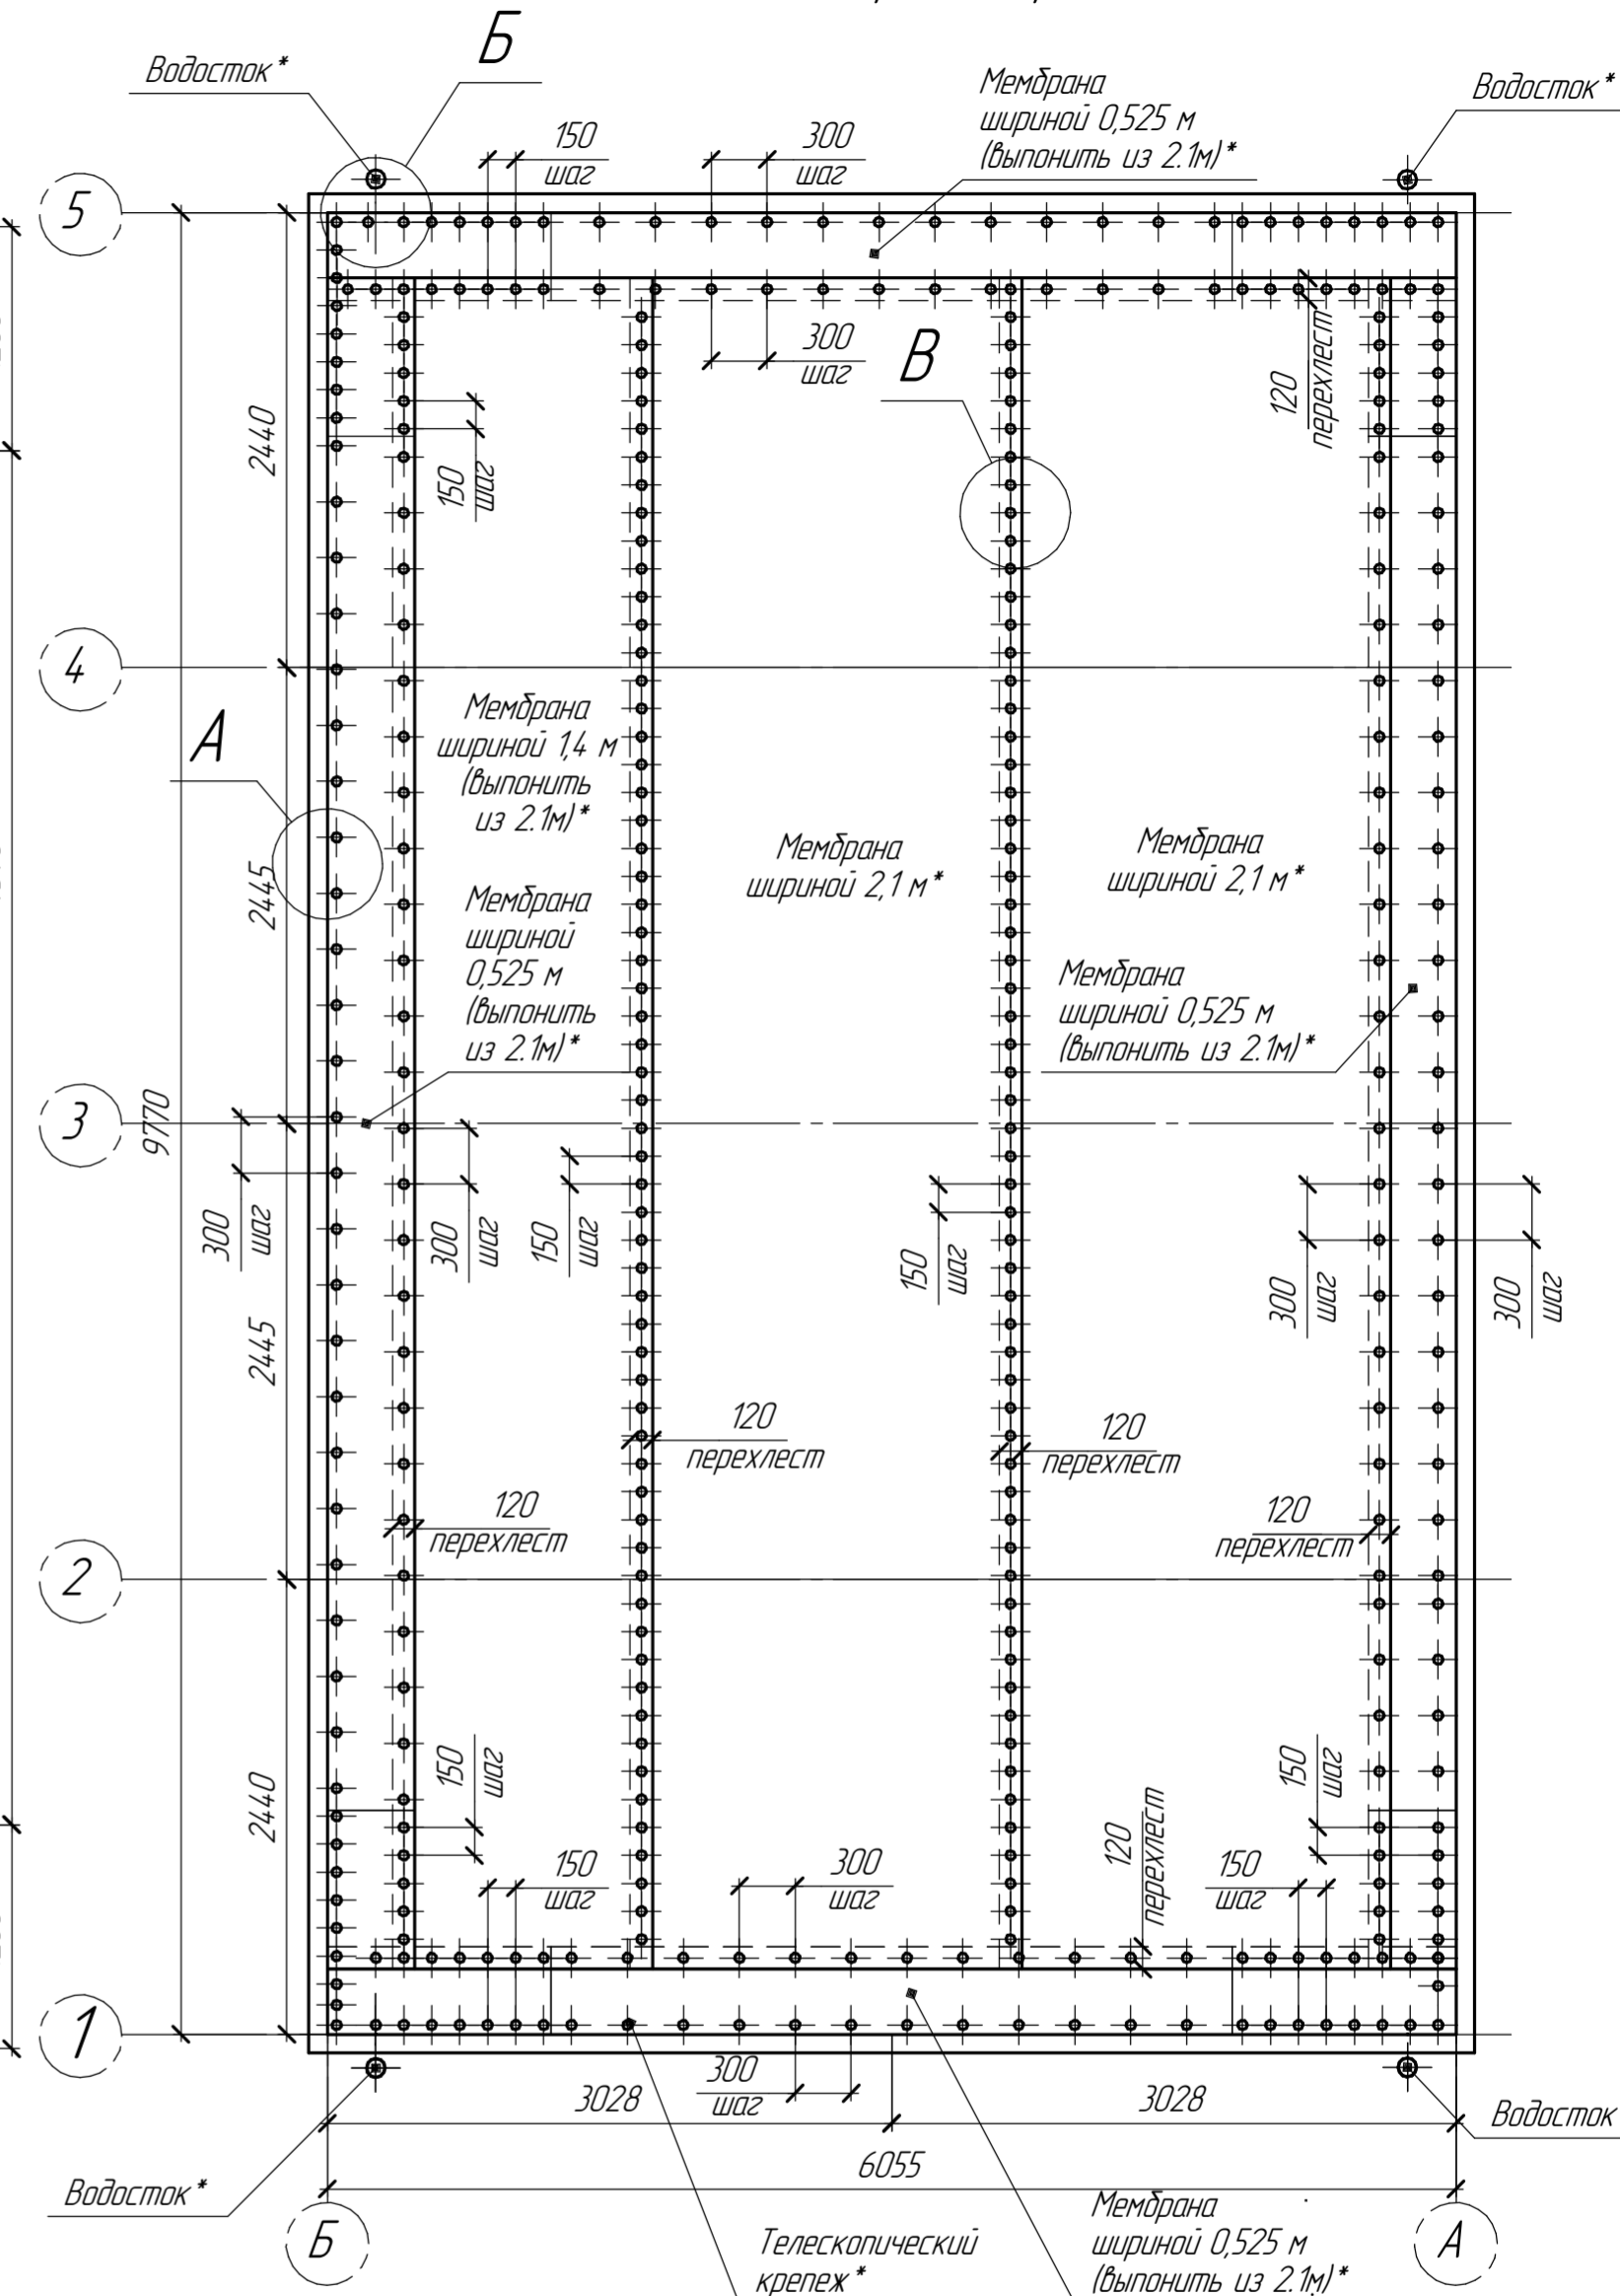 Б
Водосток *
Мембрана
шириной 0,525 м
(выпонить из 2.1м) *
Водосток *
150
шаг
300
шаг
5
300
шаг
В
120
перехлест
2440
150
шаг
4
А
Мембрана
шириной 1,4 м
(выпонить
из 2.1м) *
Мембрана
шириной 2,1 м *
Мембрана
шириной 2,1 м *
2445
Мембрана
шириной
0,525 м
(выпонить
из 2.1м) *
Мембрана
шириной 0,525 м
(выпонить из 2.1м) *
3
9770
300
шаг
300
шаг
150
шаг
150
шаг
300
шаг
300
шаг
2445
120
перехлест
120
перехлест
120
перехлест
120
перехлест
2
2440
150
шаг
150
шаг
150
шаг
300
шаг
120
перехлест
150
шаг
1
300
шаг
3028
3028
Водосток
6055
Водосток *
Б
Телескопический
крепеж *
Мембрана
шириной 0,525 м
(выпонить из 2.1м) *
А